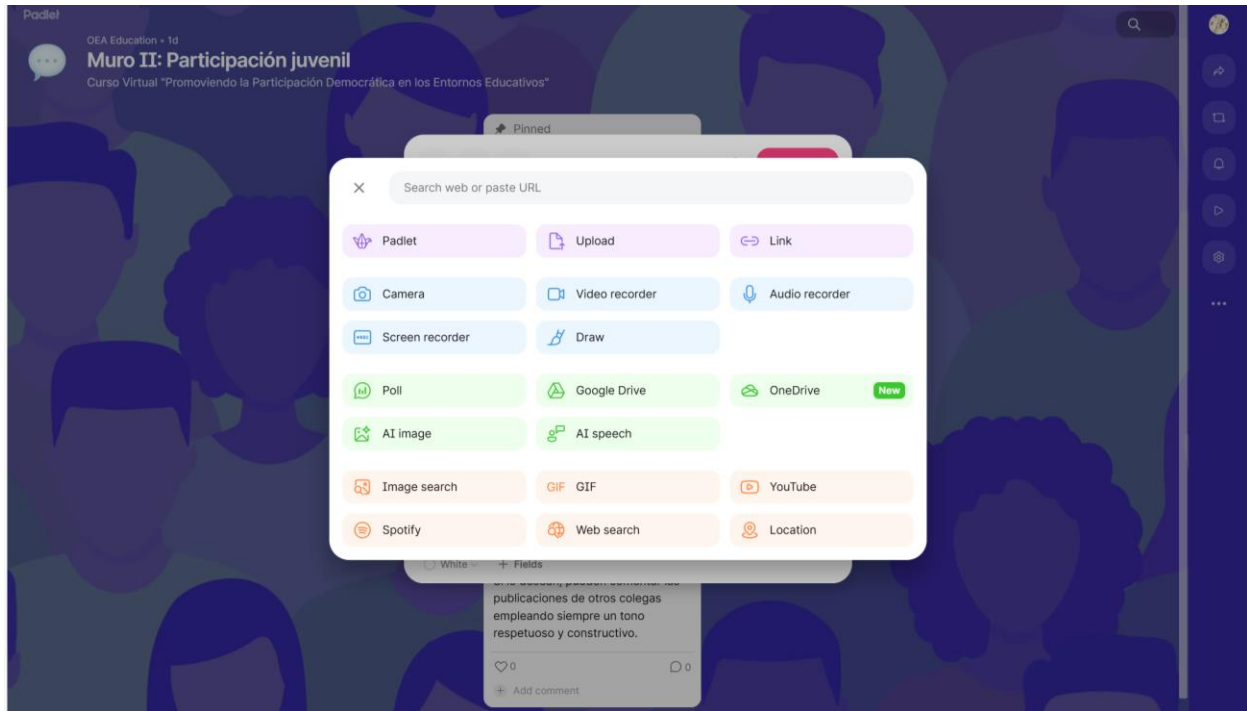 Padlet
OEA Education • 1d
Muro II: Participación juvenil
Curso Virtual "Promoviendo la Participación Democrática en los Entornos Educativos"
Pinned
Search web or paste URL
Padlet
Upload
Link
Camera
Video recorder
Audio recorder
Screen recorder
Draw
Poll
Google Drive
OneDrive
New
AI image
AI speech
Image search
GIF GIF
YouTube
Spotify
Web search
Location
White
+ Fields
publicaciones de otros colegas
empleando siempre un tono
respetuoso y constructivo.
0
0
Add comment